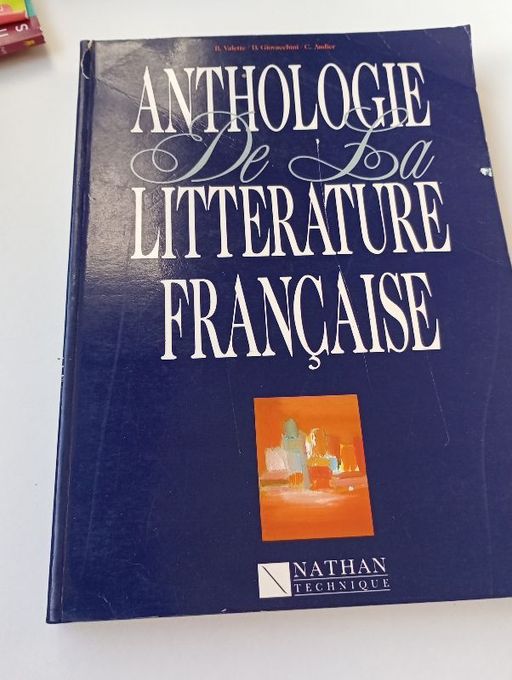 B. Valette / D. Giovacchini / C. Audier
ANTHOLOGIE
De La
LITTERATURE
FRANÇAISE
NATHAN
TECHNIQUE